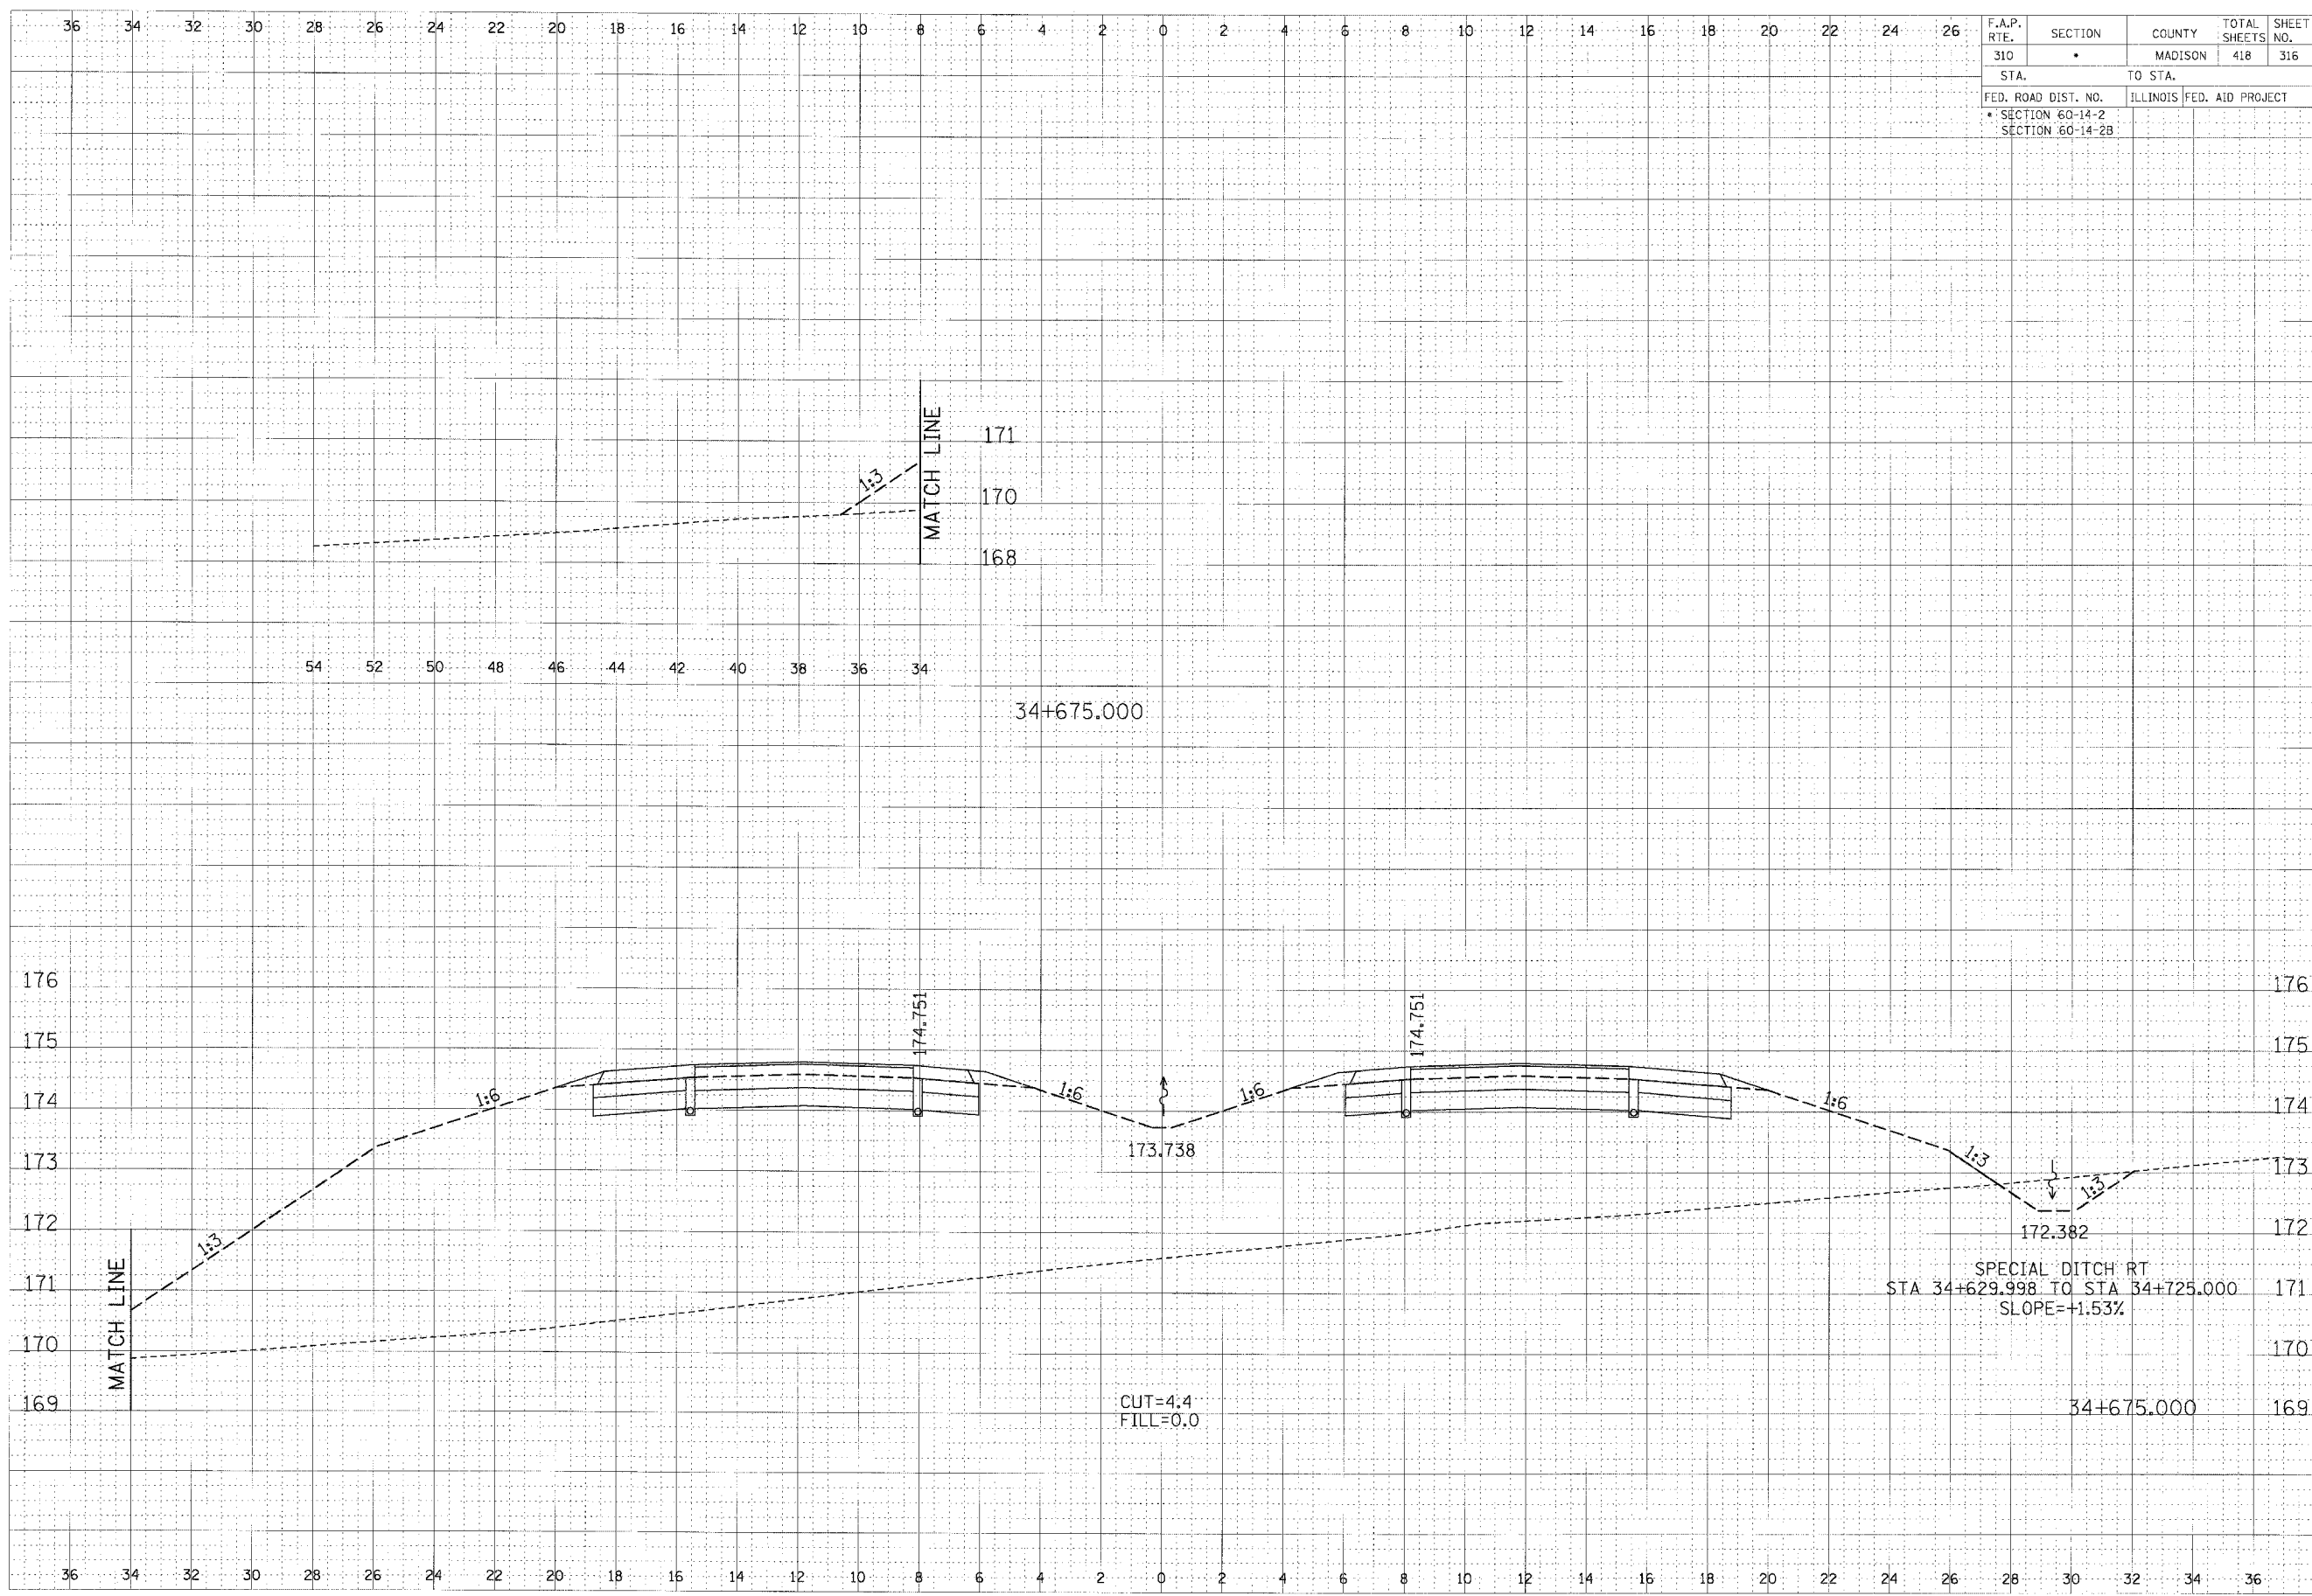 36 34 32 30 28 26 24 22 20 18 16 14 12 10 8 6 4 2 0 2 4 6 8 10 12 14 16 18 20 22 24 26
F.A.P. RTE. SECTION COUNTY TOTAL SHEETS SHEET NO.
310 * MADISON 418 316
STA. TO STA.
FED. ROAD DIST. NO. ILLINOIS FED. AID PROJECT
* SECTION 60-14-2
SECTION 60-14-2B
MATCH LINE
171
1:3
170
168
54 52 50 48 46 44 42 40 38 36 34
34+675.000
176 174.751 174.751 176
175 175
174 1:6 1:6 1:6 1:6 174
173 173.738 1:3 1:3 173
172 1:3 172.382 172
MATCH LINE
SPECIAL DITCH RT
171 STA 34+629.998 TO STA 34+725.000 171
SLOPE=+1.53%
170 170
169 CUT=4.4 34+675.000 169
FILL=0.0
36 34 32 30 28 26 24 22 20 18 16 14 12 10 8 6 4 2 0 2 4 6 8 10 12 14 16 18 20 22 24 26 28 30 32 34 36